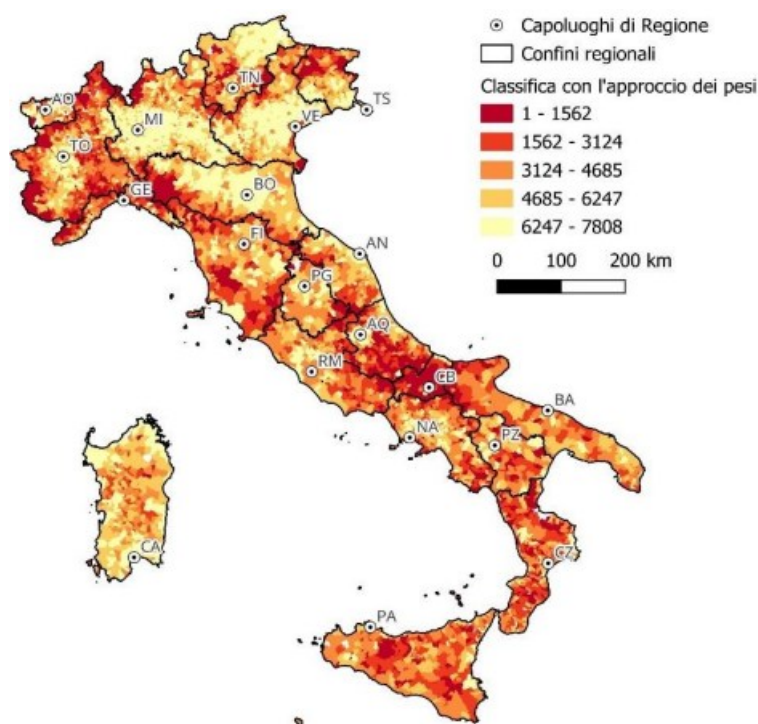 Capoluoghi di Regione
Confini regionali
Classifica con l'approccio dei pesi
1 - 1562
1562 - 3124
3124 - 4685
4685 - 6247
6247 - 7808
0 100 200 km
TN
AO
TS
MI
VE
TO
BO
GE
FI
AN
PG
AQ
RM
CB
BA
NA
PZ
CA
CZ
PA